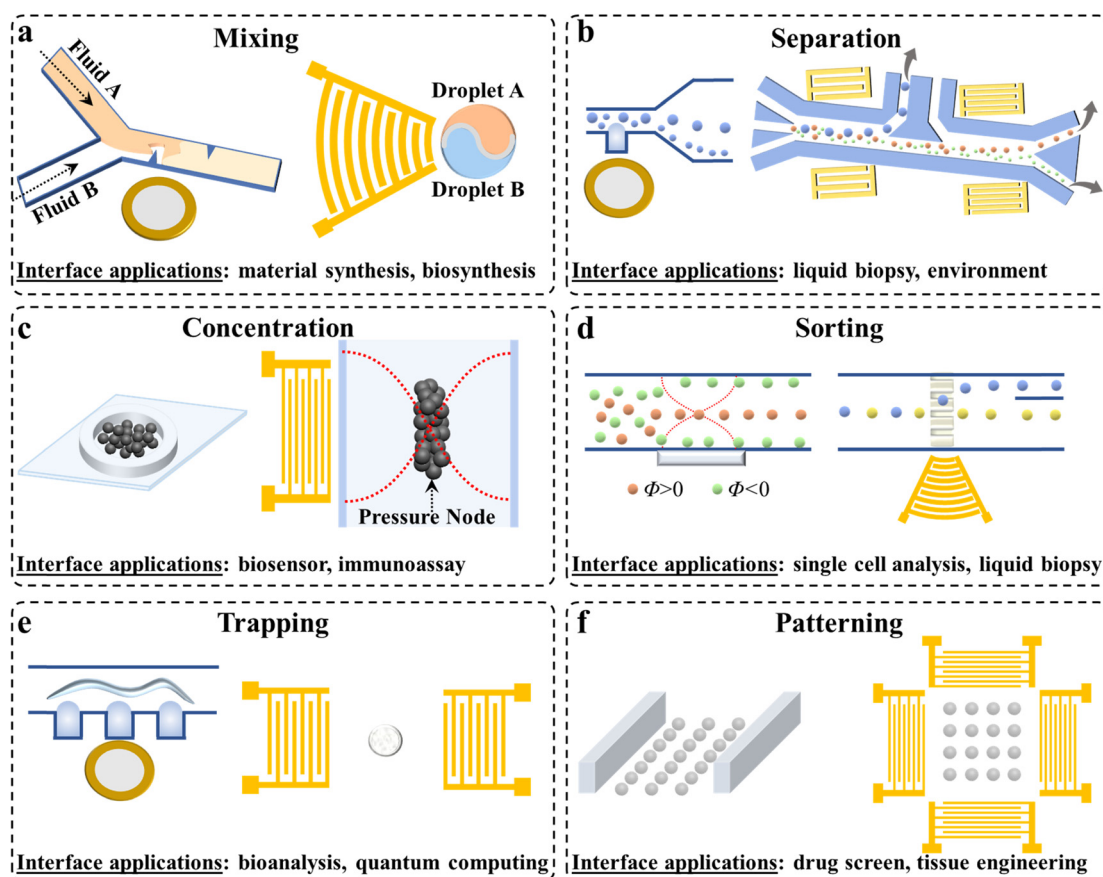 a
Mixing
Fluid A
Droplet A
Droplet B
Fluid B
Interface applications: material synthesis, biosynthesis
b
Separation
Interface applications: liquid biopsy, environment
c
Concentration
Pressure Node
Interface applications: biosensor, immunoassay
d
Sorting
Φ>0
Φ<0
Interface applications: single cell analysis, liquid biopsy
e
Trapping
Interface applications: bioanalysis, quantum computing
f
Patterning
Interface applications: drug screen, tissue engineering